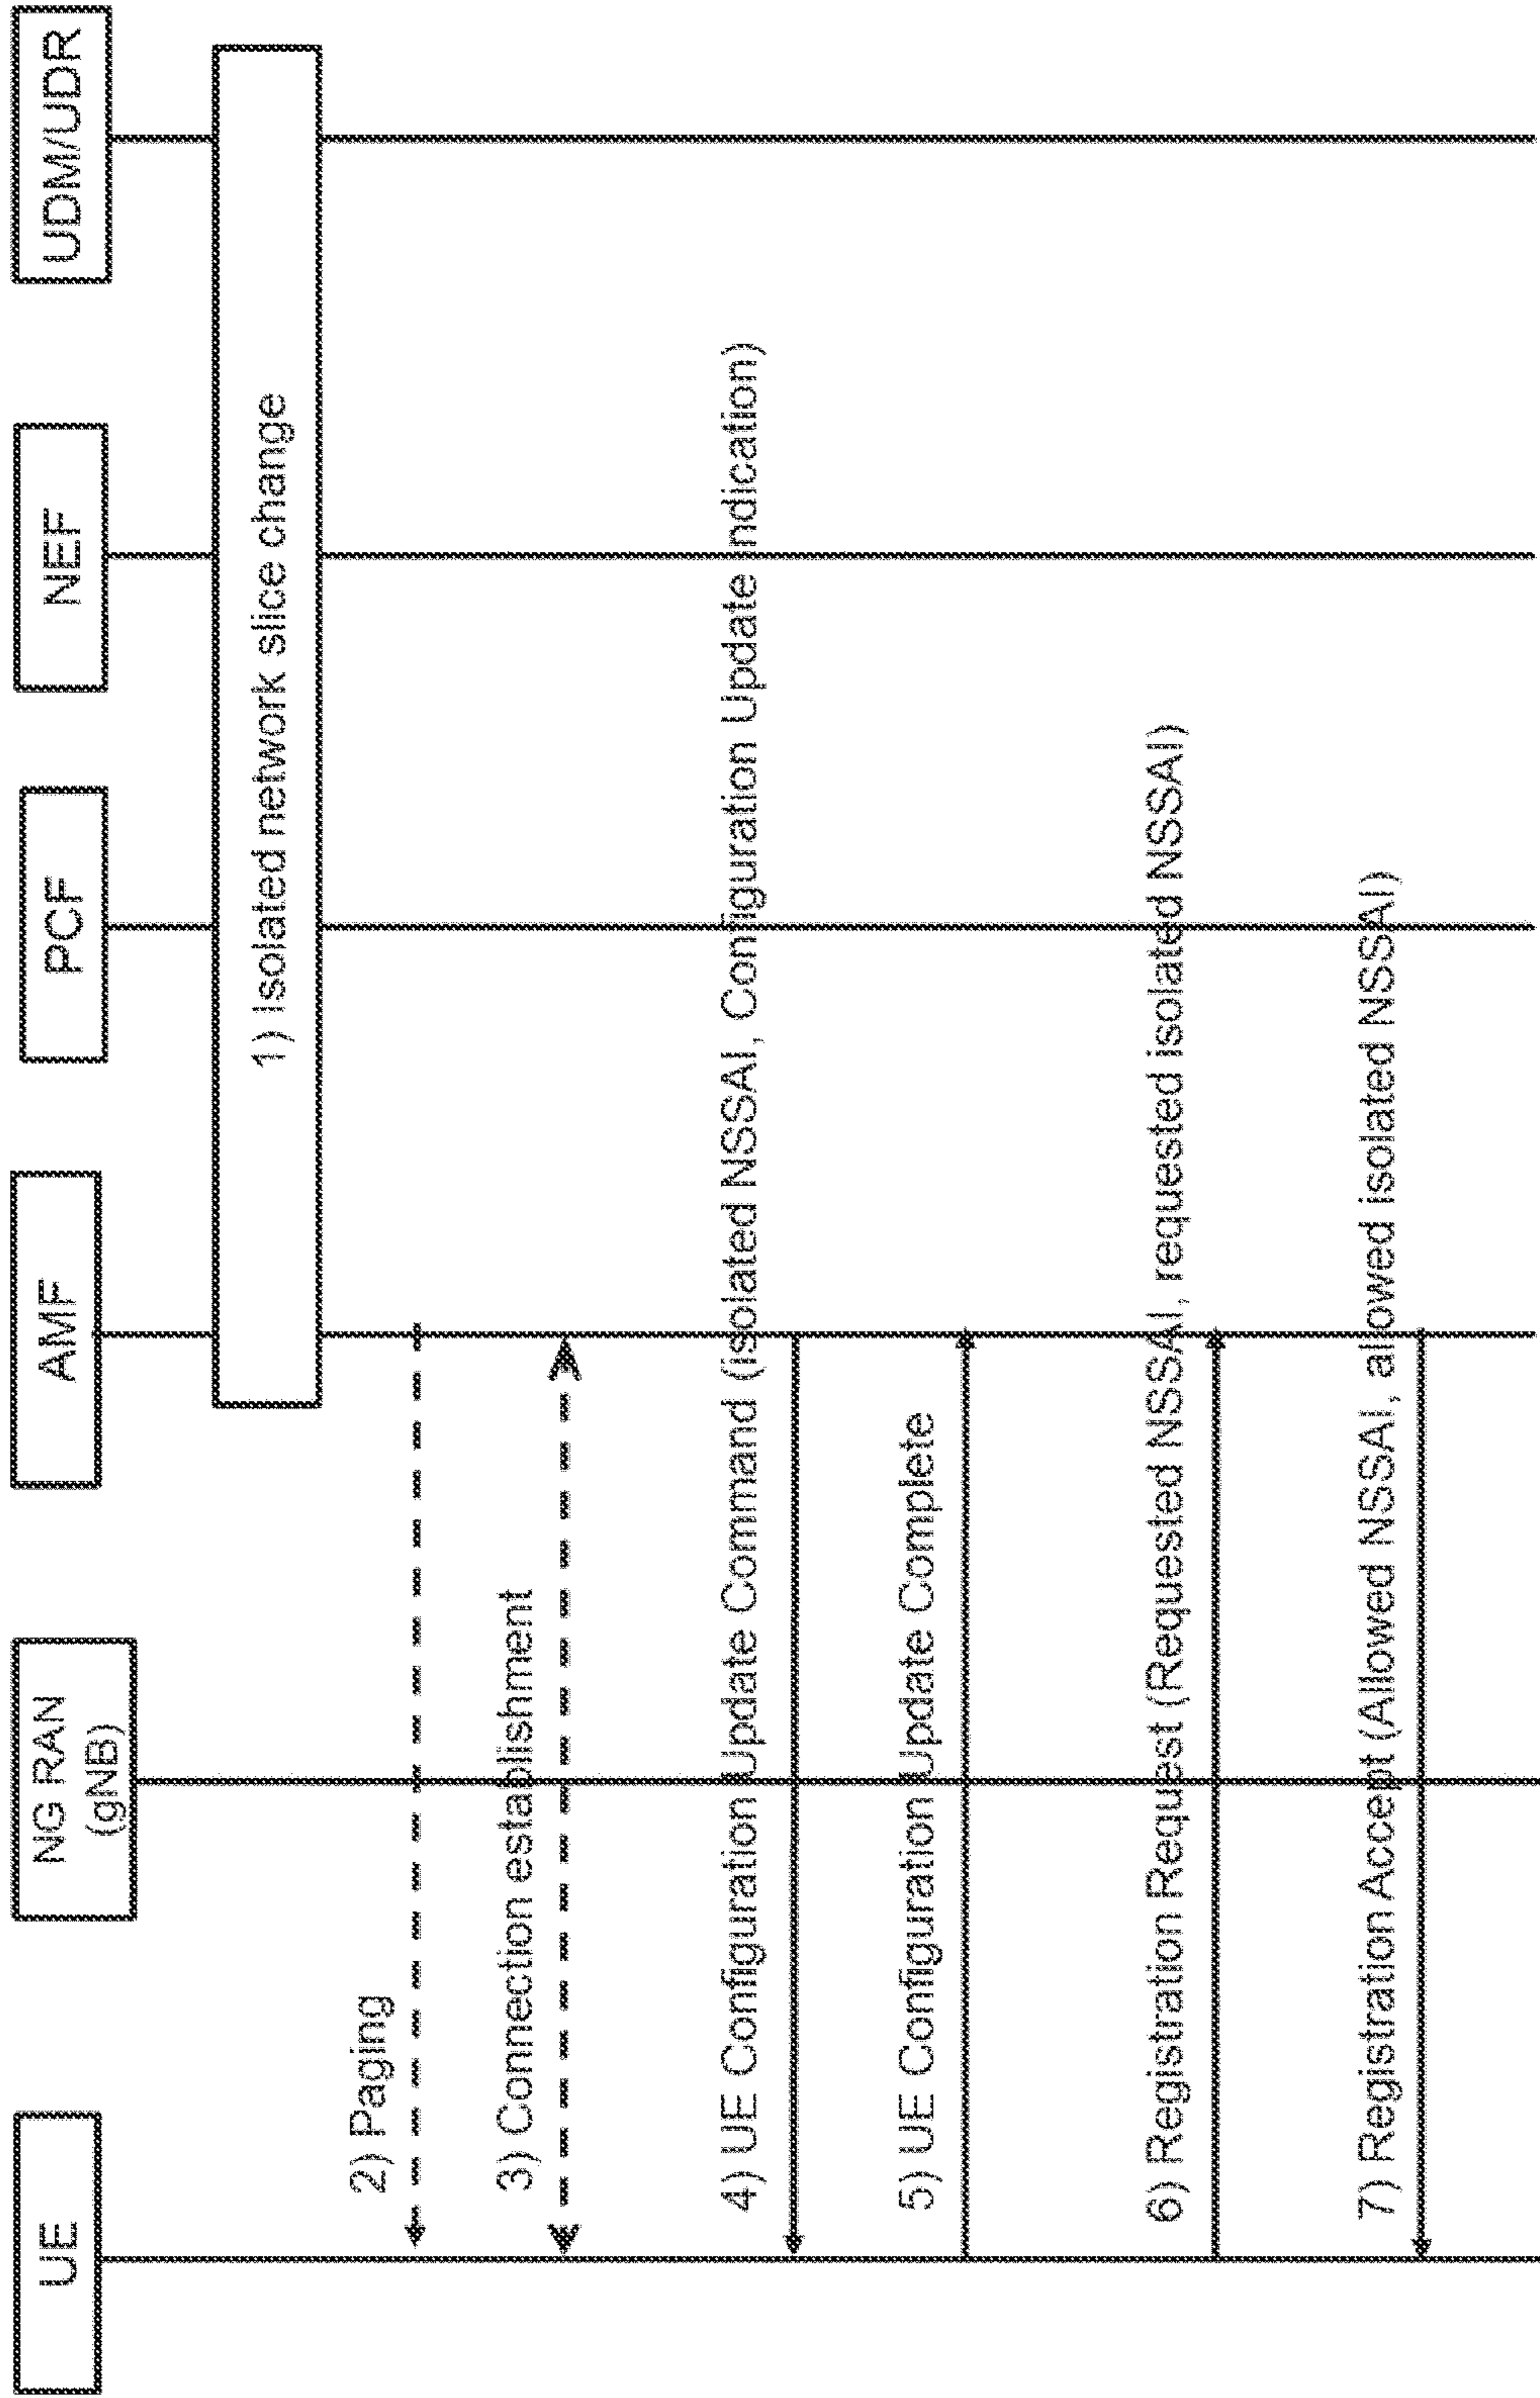 UE
NG RAN
(gNB)
AMF
PCF
NEF
UDM/UDR
1) Isolated network slice change
2) Paging
3) Connection establishment
4) UE Configuration Update Command (isolated NSSAI, Configuration Update Indication)
5) UE Configuration Update Complete
6) Registration Request (Requested NSSAI, requested isolated NSSAI)
7) Registration Accept (Allowed NSSAI, allowed isolated NSSAI)